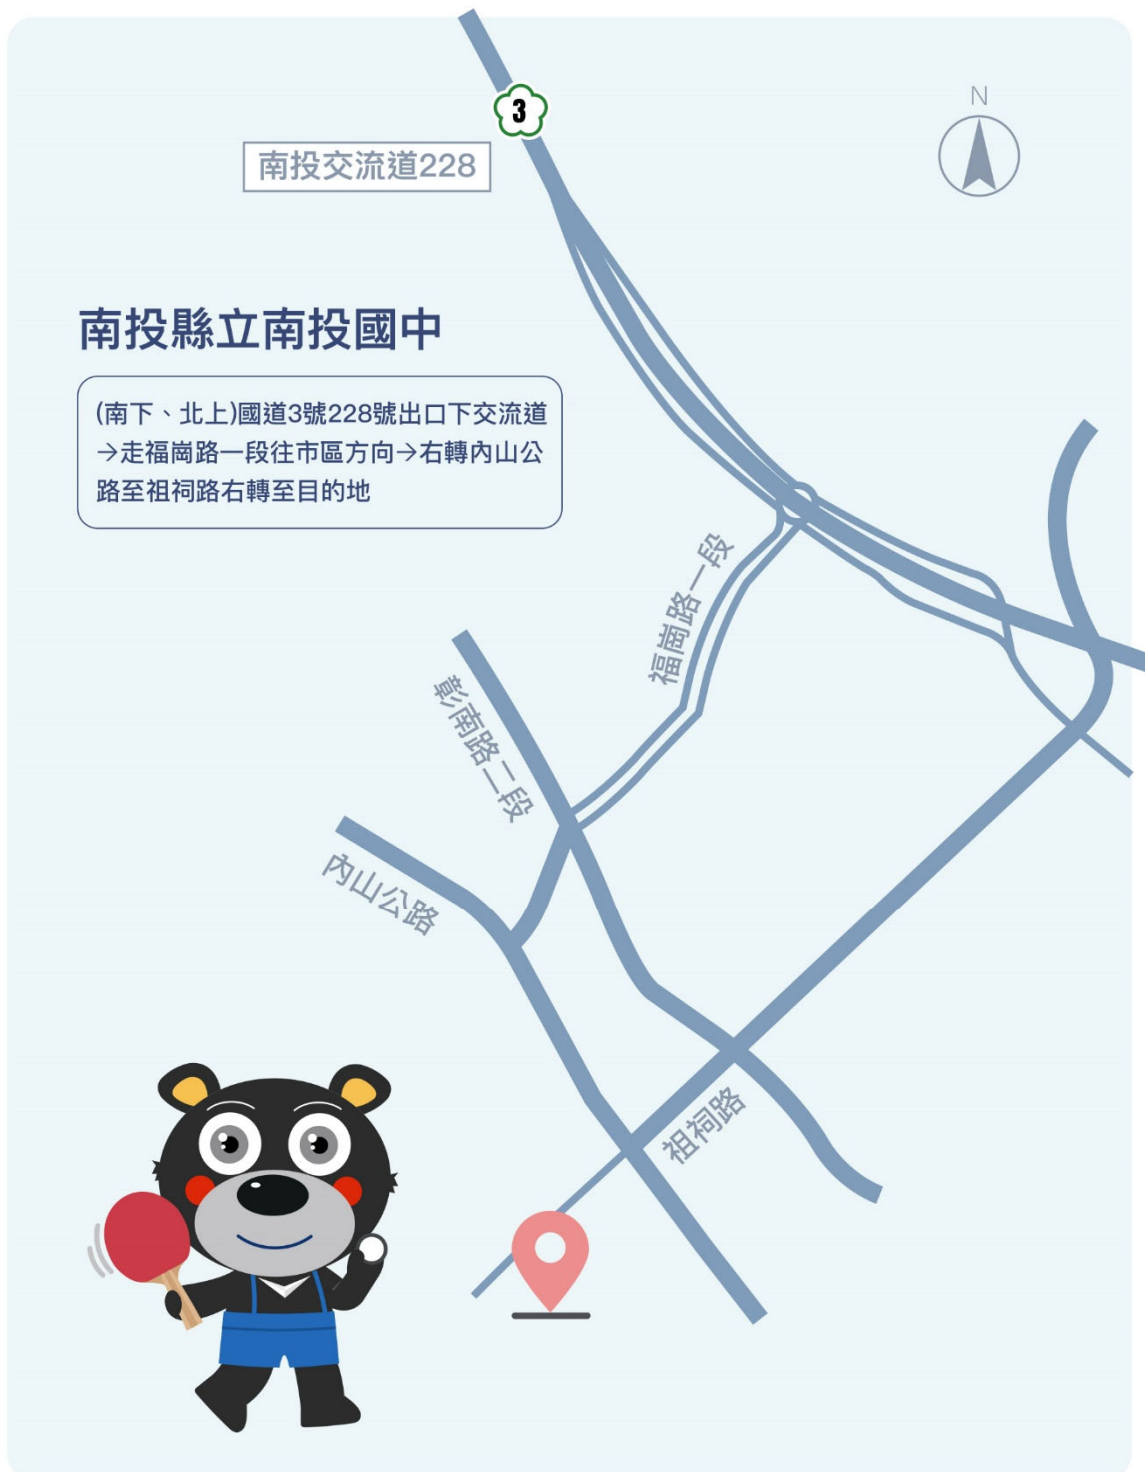 3
N
南投交流道228
南投縣立南投國中
(南下、北上)國道3號228號出口下交流道
→走福崗路一段往市區方向→右轉內山公
路至祖祠路右轉至目的地
福崗路一段
彰南路二段
內山公路
祖祠路